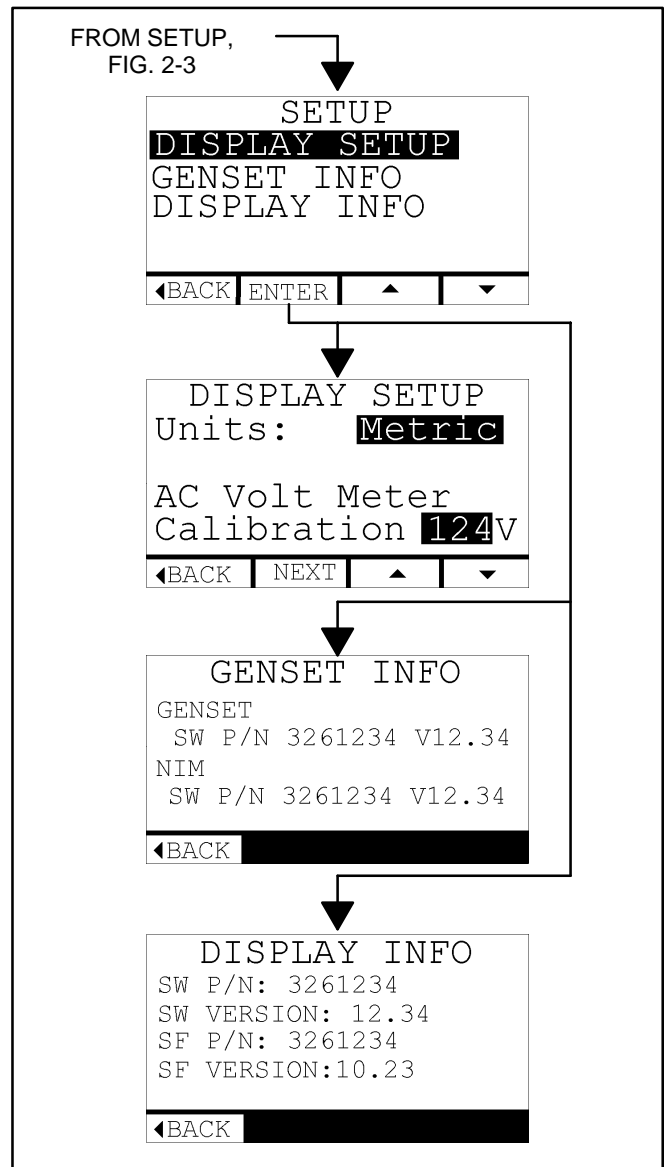 FROM SETUP,
FIG. 2-3
SETUP
DISPLAY SETUP
GENSET INFO
DISPLAY INFO
◀BACK ENTER ▲ ▼
DISPLAY SETUP
Units: Metric
AC Volt Meter
Calibration 124V
◀BACK NEXT ▲ ▼
GENSET INFO
GENSET
SW P/N 3261234 V12.34
NIM
SW P/N 3261234 V12.34
◀BACK
DISPLAY INFO
SW P/N: 3261234
SW VERSION: 12.34
SF P/N: 3261234
SF VERSION:10.23
◀BACK